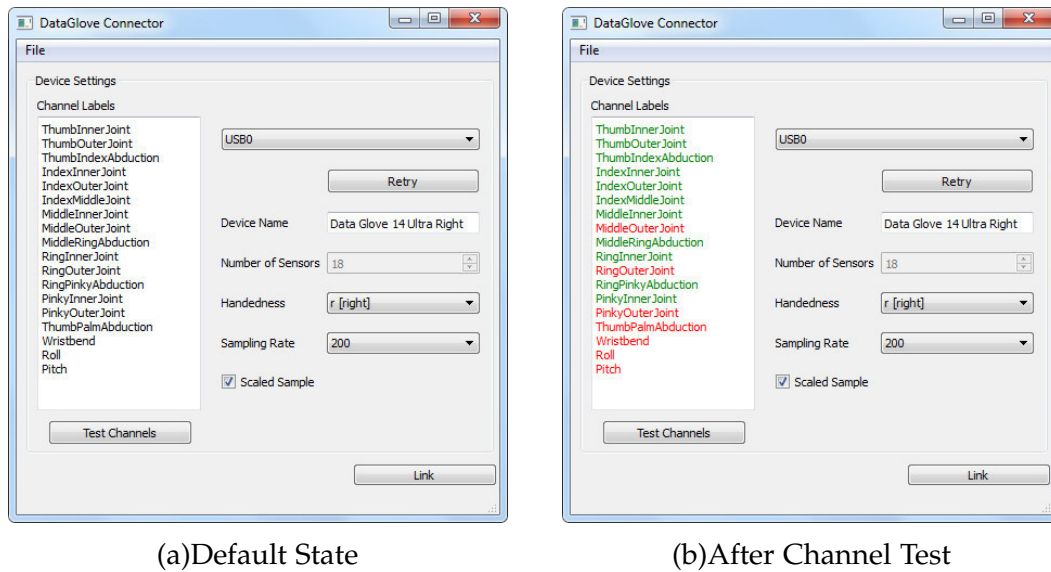 DataGlove Connector
File
Device Settings
Channel Labels
ThumbInnerJoint
ThumbOuterJoint
ThumbIndexAbduction
IndexInnerJoint
IndexOuterJoint
IndexMiddleJoint
MiddleInnerJoint
MiddleOuterJoint
MiddleRingAbduction
RingInnerJoint
RingOuterJoint
RingPinkyAbduction
PinkyInnerJoint
PinkyOuterJoint
ThumbPalmAbduction
Wristbend
Roll
Pitch
Test Channels
USB0
Retry
Device Name Data Glove 14 Ultra Right
Number of Sensors 18
Handedness r [right]
Sampling Rate 200
Scaled Sample
Link
(a)Default State
DataGlove Connector
File
Device Settings
Channel Labels
ThumbInnerJoint
ThumbOuterJoint
ThumbIndexAbduction
IndexInnerJoint
IndexOuterJoint
IndexMiddleJoint
MiddleInnerJoint
MiddleOuterJoint
MiddleRingAbduction
RingInnerJoint
RingOuterJoint
RingPinkyAbduction
PinkyInnerJoint
PinkyOuterJoint
ThumbPalmAbduction
Wristbend
Roll
Pitch
Test Channels
USB0
Retry
Device Name Data Glove 14 Ultra Right
Number of Sensors 18
Handedness r [right]
Sampling Rate 200
Scaled Sample
Link
(b)After Channel Test